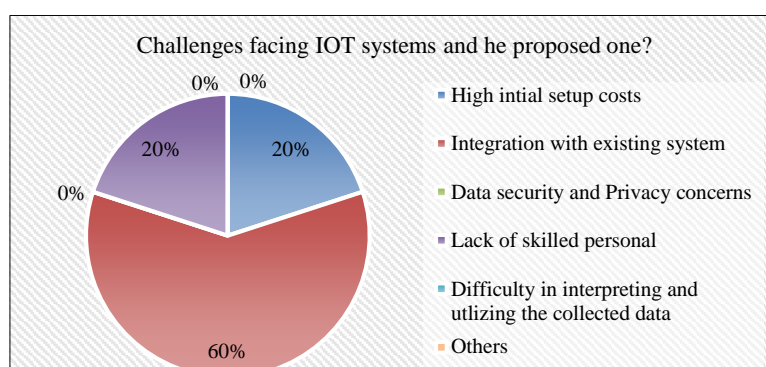 Challenges facing IOT systems and he proposed one?
0% 0%
High intial setup costs
20% 20%
Integration with existing system
0%
Data security and Privacy concerns
Lack of skilled personal
Difficulty in interpreting and
utlizing the collected data
60%
Others